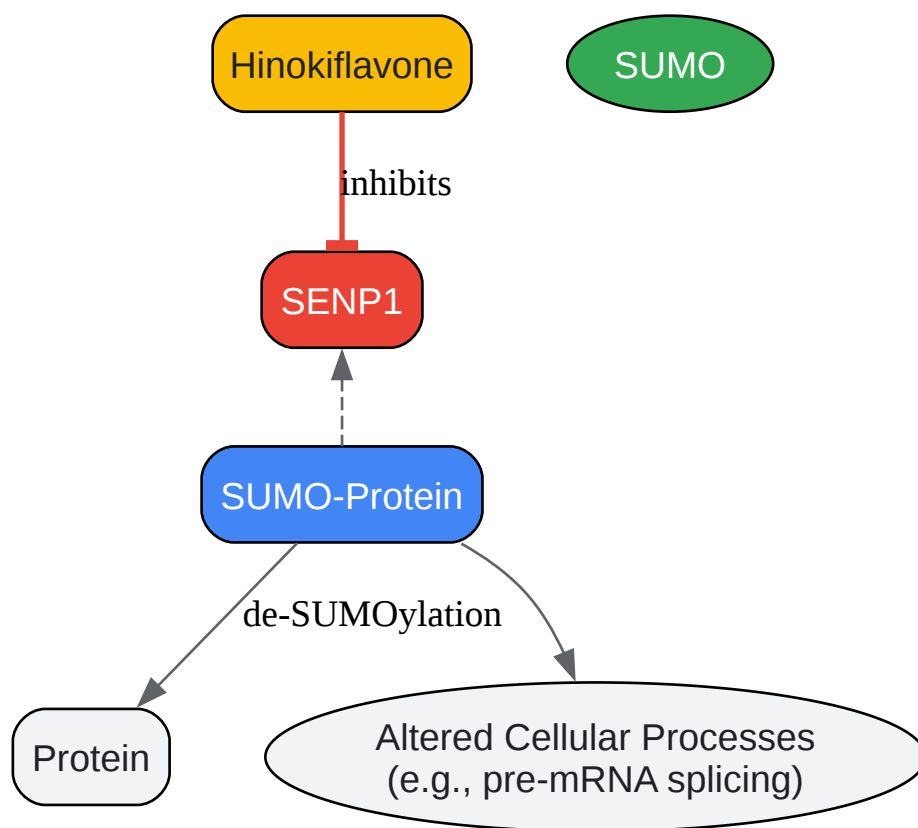 Hinokiflavone
SUMO
inhibits
SENP1
SUMO-Protein
de-SUMOylation
Protein
Altered Cellular Processes
(e.g., pre-mRNA splicing)